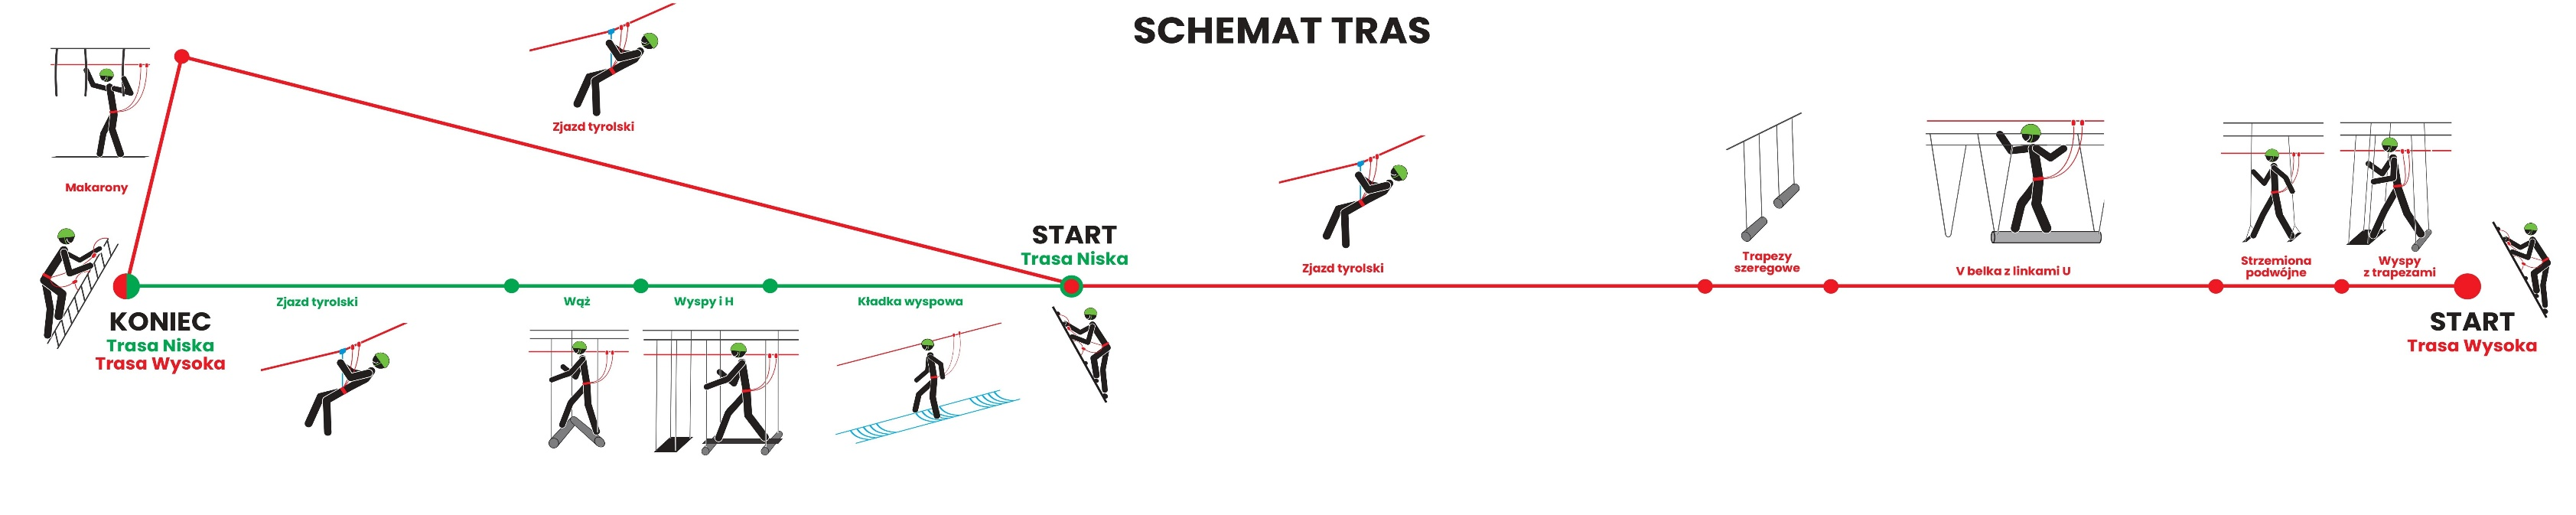 SCHEMAT TRAS
Zjazd tyrolski
Makarony
START
Trasa Niska
Zjazd tyrolski
Trapezy
szeregowe
V belka z linkami U
Strzemiona
podwójne
Wyspy
z trapezami
Zjazd tyrolski
Wąż
Wyspy i H
Kładka wyspowa
KONIEC
Trasa Niska
Trasa Wysoka
START
Trasa Wysoka